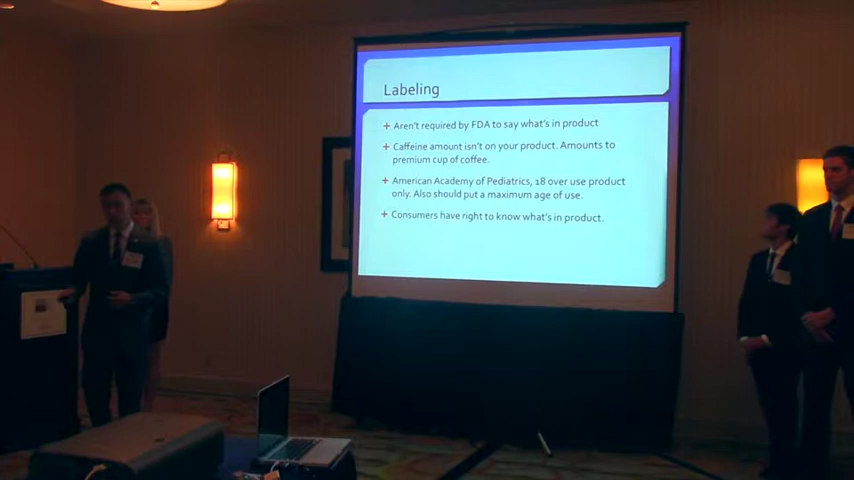 Labeling
+ Aren't required by FDA to say what's in product
+ Caffeine amount isn't on your product. Amounts to
premium cup of coffee.
+ American Academy of Pediatrics, 18 over use product
only. Also should put a maximum age of use.
+ Consumers have right to know what's in product.